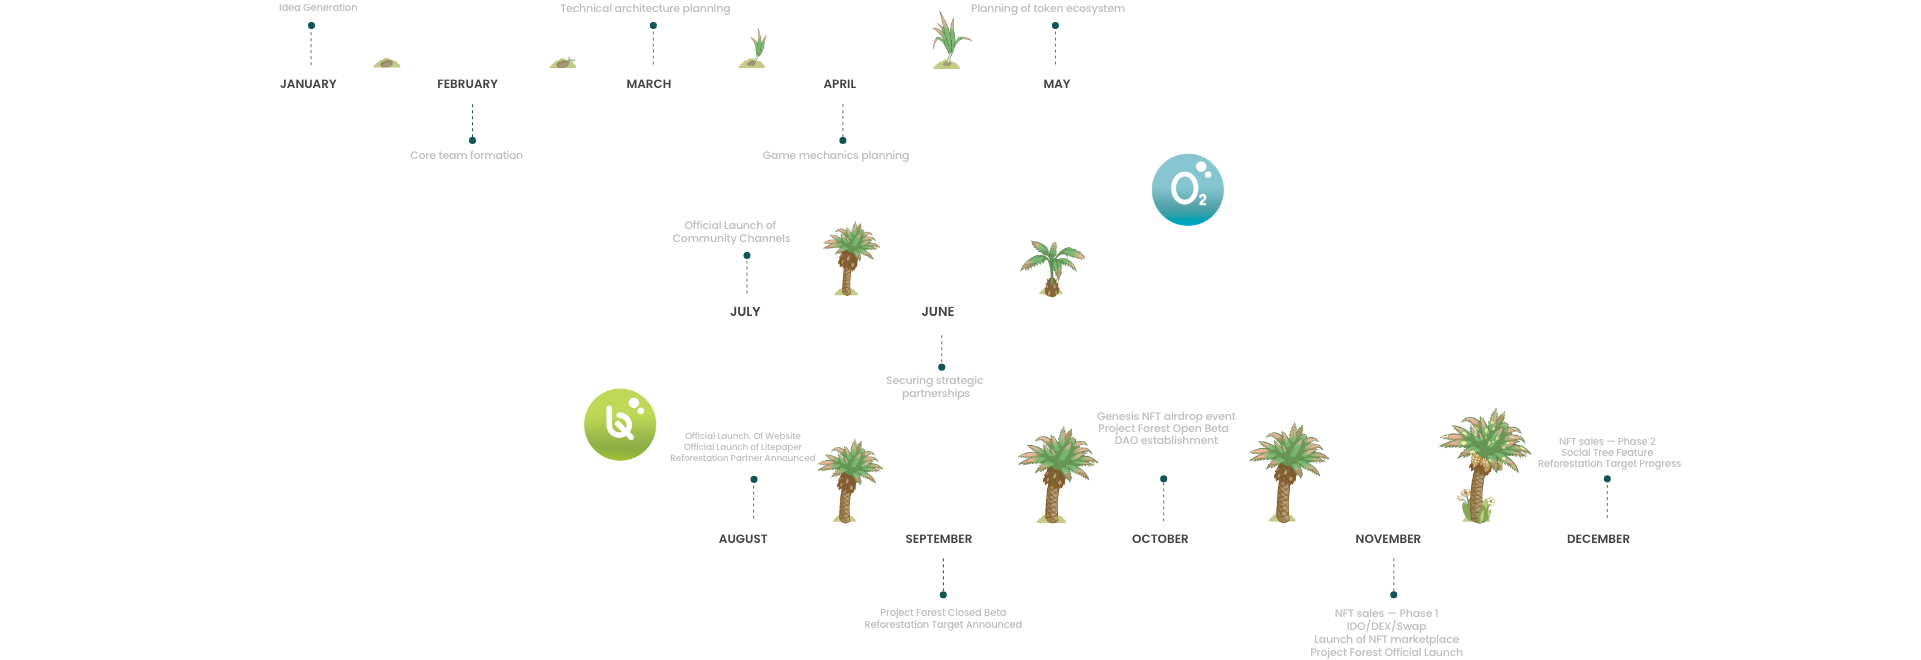 Idea Generation
Technical architecture planning
Planning of token ecosystem
JANUARY
FEBRUARY
MARCH
APRIL
MAY
Core team formation
Game mechanics planning
O2
Official Launch of
Community Channels
JULY
JUNE
Securing strategic
partnerships
Official Launch, Of Website
Official Launch of Litepaper
Reforestation Partner Announced
Genesis NFT airdrop event
Project Forest Open Beta
DAO establishment
NFT sales — Phase 2
Social Tree Feature
Reforestation Target Progress
AUGUST
SEPTEMBER
OCTOBER
NOVEMBER
DECEMBER
Project Forest Closed Beta
Reforestation Target Announced
NFT sales — Phase 1
IDO/DEX/Swap
Launch of NFT marketplace
Project Forest Official Launch